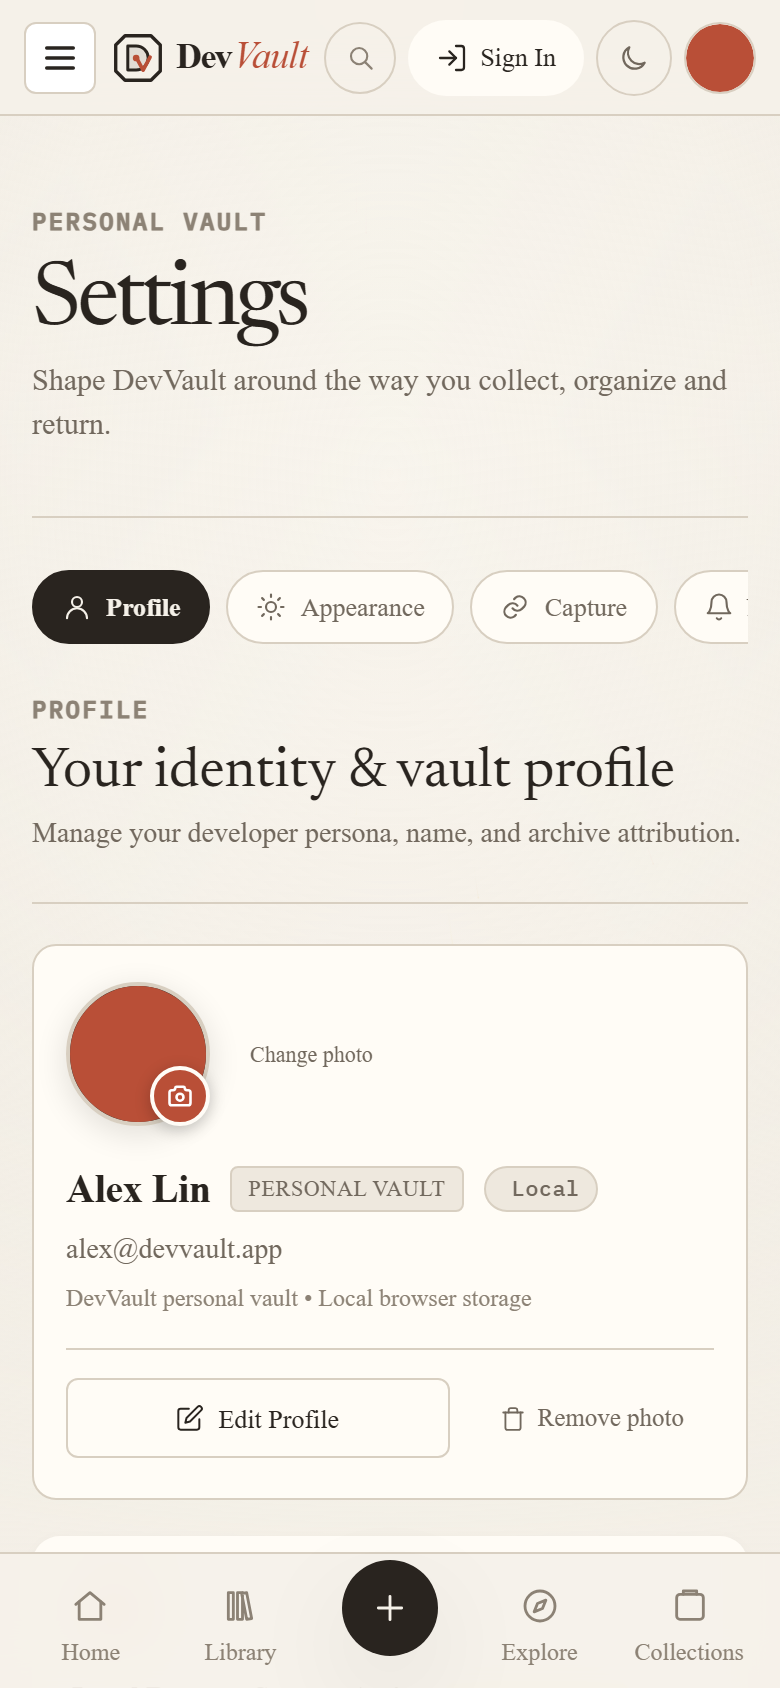 DevVault
Sign In
PERSONAL VAULT
Settings
Shape DevVault around the way you collect, organize and
return.
Profile
Appearance
Capture
PROFILE
Your identity & vault profile
Manage your developer persona, name, and archive attribution.
Change photo
Alex Lin
PERSONAL VAULT
Local
alex@devvault.app
DevVault personal vault • Local browser storage
Edit Profile
Remove photo
Home
Library
Explore
Collections